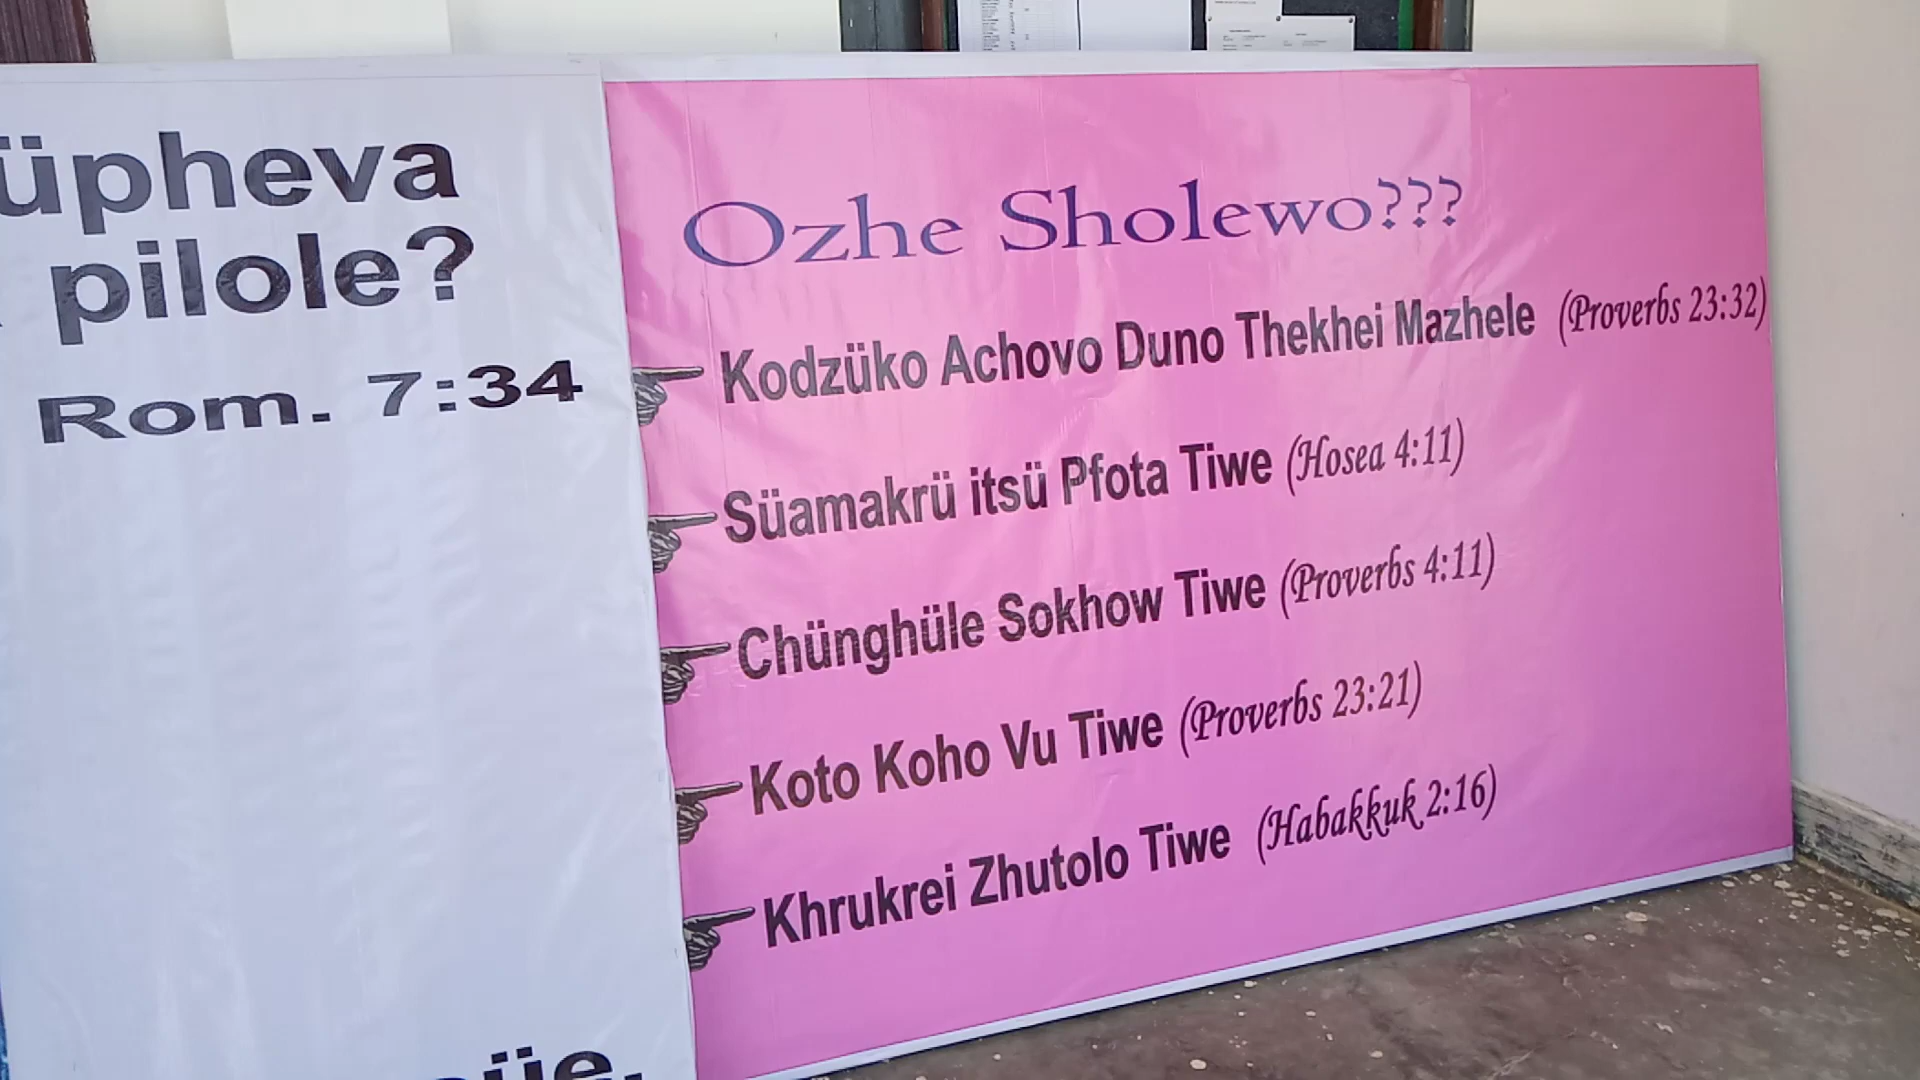 üpheva
pilole?
Rom. 7:34
üe.
Ozhe Sholewo???
Kodzüko Achovo Duno Thekhei Mazhele (Proverbs 23:32)
Süamakrü itsü Pfota Tiwe (Hosea 4:11)
Chünghüle Sokhow Tiwe (Proverbs 4:11)
Koto Koho Vu Tiwe (Proverbs 23:21)
Khrukrei Zhutolo Tiwe (Habakkuk 2:16)